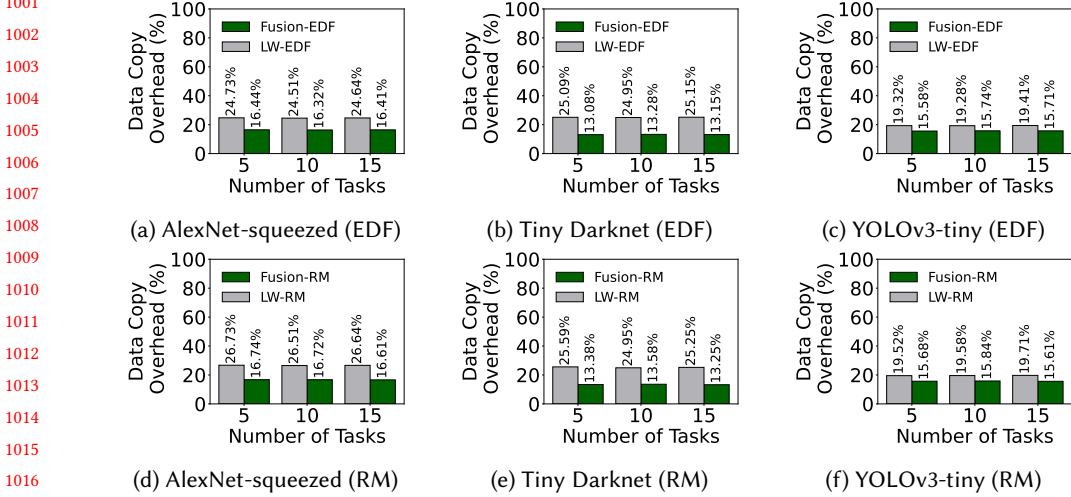 1001
1002
1003
1004
1005
1006
1007
1008
1009
1010
1011
1012
1013
1014
1015
1016
Data Copy
Overhead (%)
100
80
60
40
20
0
Fusion-EDF
LW-EDF
24.73%
16.44%
24.51%
16.32%
24.64%
16.41%
5 10 15
Number of Tasks
(a) AlexNet-squeezed (EDF)
Data Copy
Overhead (%)
100
80
60
40
20
0
Fusion-EDF
LW-EDF
25.09%
13.08%
24.95%
13.28%
25.15%
13.15%
5 10 15
Number of Tasks
(b) Tiny Darknet (EDF)
Data Copy
Overhead (%)
100
80
60
40
20
0
Fusion-EDF
LW-EDF
19.32%
15.58%
19.28%
15.74%
19.41%
15.71%
5 10 15
Number of Tasks
(c) YOLOv3-tiny (EDF)
Data Copy
Overhead (%)
100
80
60
40
20
0
Fusion-RM
LW-RM
26.73%
16.74%
26.51%
16.72%
26.64%
16.61%
5 10 15
Number of Tasks
(d) AlexNet-squeezed (RM)
Data Copy
Overhead (%)
100
80
60
40
20
0
Fusion-RM
LW-RM
25.59%
13.38%
24.95%
13.58%
25.25%
13.25%
5 10 15
Number of Tasks
(e) Tiny Darknet (RM)
Data Copy
Overhead (%)
100
80
60
40
20
0
Fusion-RM
LW-RM
19.52%
15.68%
19.58%
15.84%
19.71%
15.61%
5 10 15
Number of Tasks
(f) YOLOv3-tiny (RM)